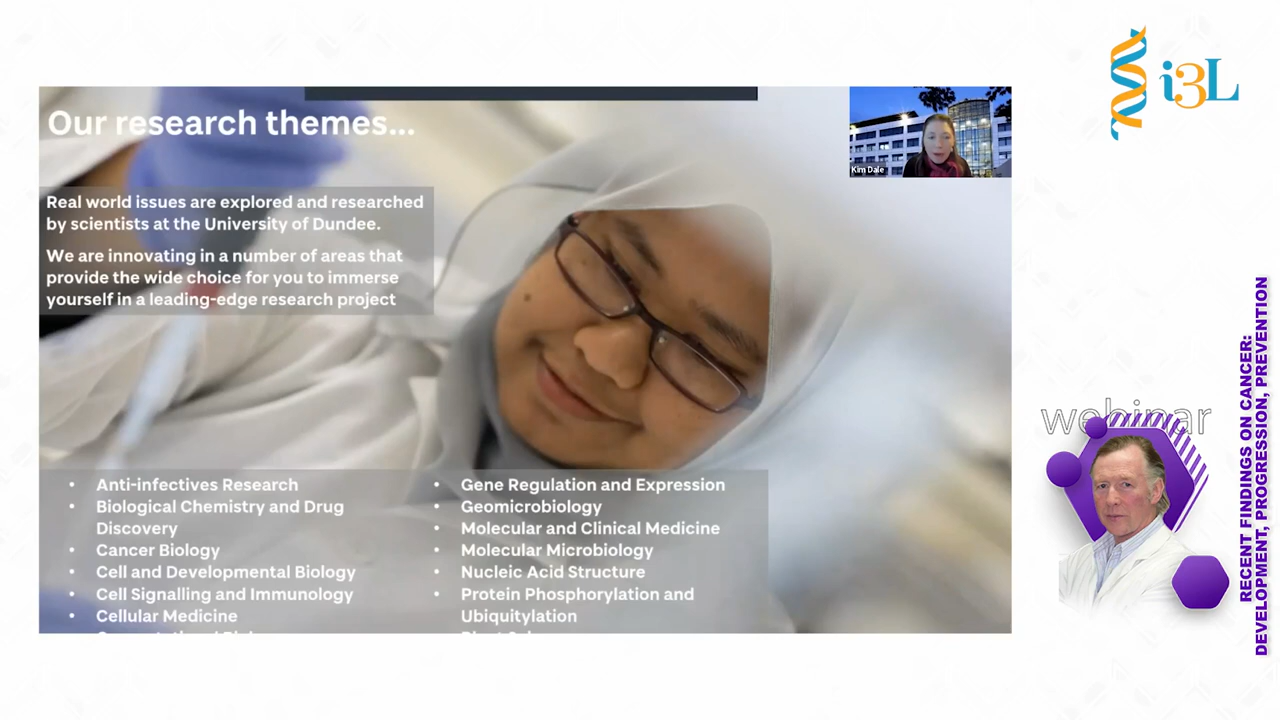 Our research themes...
Real world issues are explored and researched
by scientists at the University of Dundee.
We are innovating in a number of areas that
provide the wide choice for you to immerse
yourself in a leading-edge research project
• Anti-infectives Research
• Biological Chemistry and Drug
Discovery
• Cancer Biology
• Cell and Developmental Biology
• Cell Signalling and Immunology
• Cellular Medicine
• Gene Regulation and Expression
• Geomicrobiology
• Molecular and Clinical Medicine
• Molecular Microbiology
• Nucleic Acid Structure
• Protein Phosphorylation and
Ubiquitylation
Kim Dale
i3L
webinar
RECENT FINDINGS ON CANCER:
DEVELOPMENT, PROGRESSION, PREVENTION